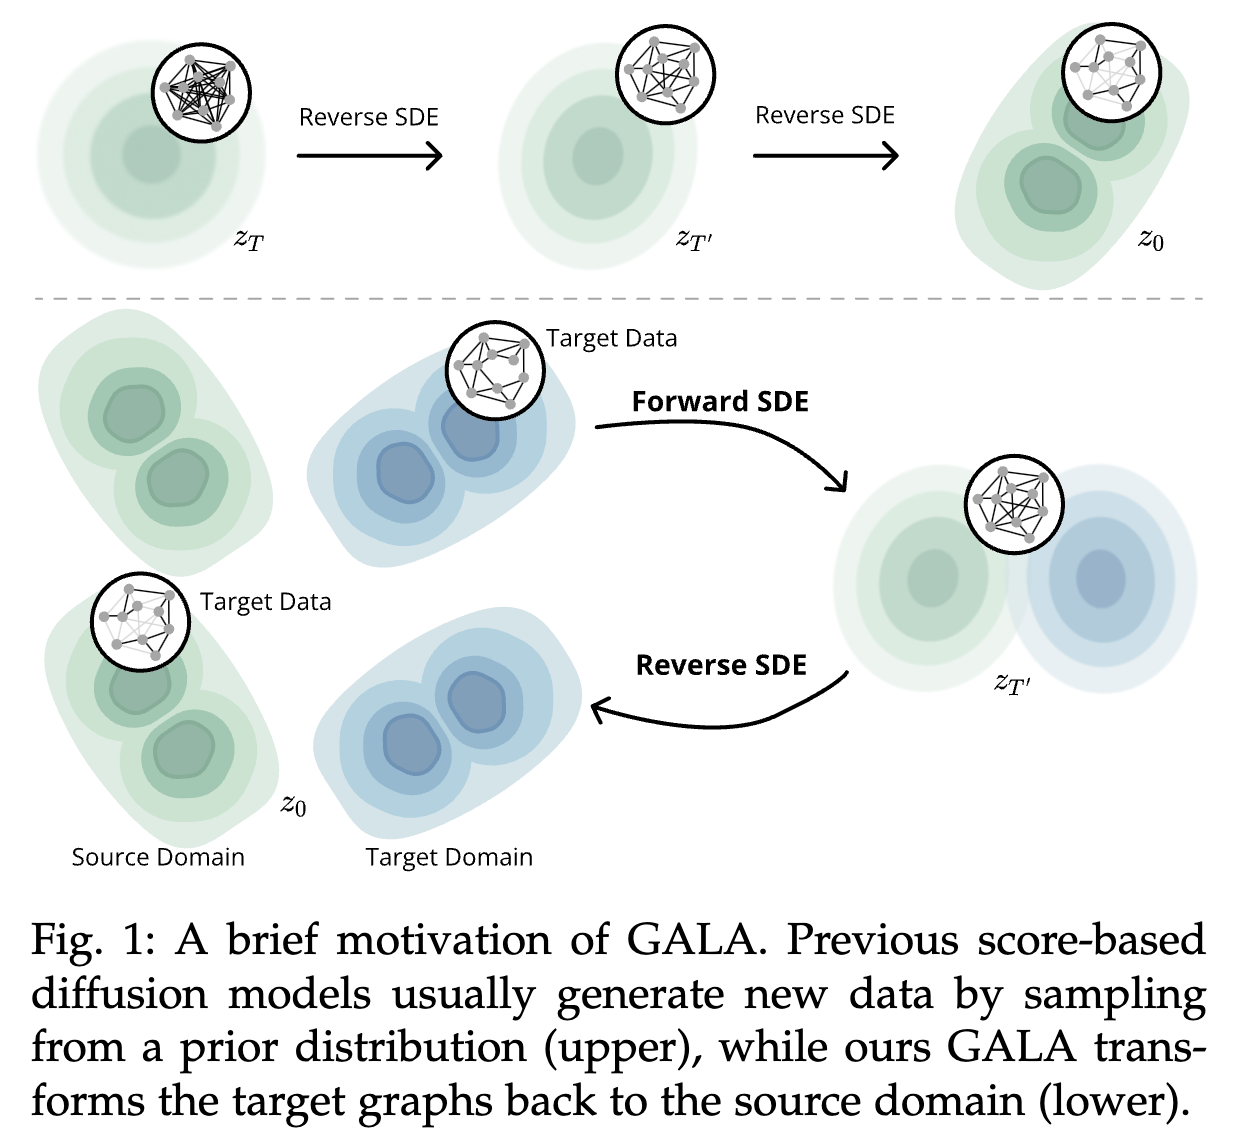 Reverse SDE
Reverse SDE
z_T
z_{T'}
z_0
Target Data
Forward SDE
Target Data
Reverse SDE
z_{T'}
z_0
Source Domain
Target Domain
Fig. 1: A brief motivation of GALA. Previous score-based
diffusion models usually generate new data by sampling
from a prior distribution (upper), while ours GALA trans-
forms the target graphs back to the source domain (lower).